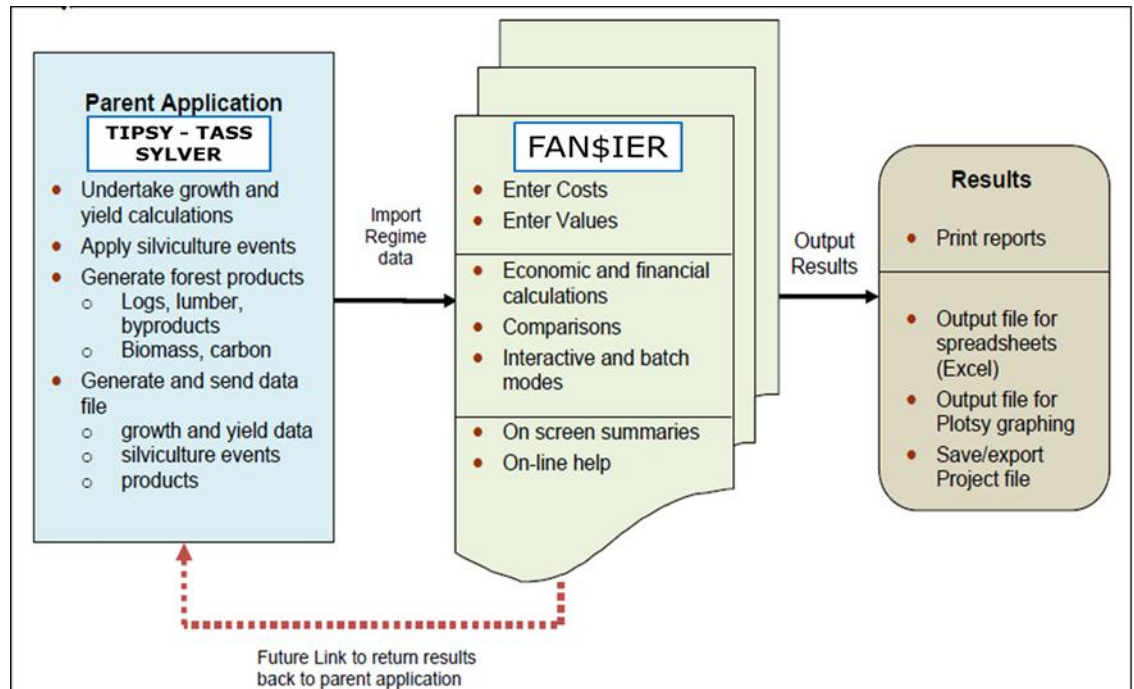 Parent Application
TIPSY - TASS
SYLVER
• Undertake growth and
yield calculations
• Apply silviculture events
• Generate forest products
o Logs, lumber,
byproducts
o Biomass, carbon
• Generate and send data
file
o growth and yield data
o silviculture events
o products
Import
Regime
data
FAN$IER
• Enter Costs
• Enter Values
• Economic and financial
calculations
• Comparisons
• Interactive and batch
modes
• On screen summaries
• On-line help
Output
Results
Results
• Print reports
• Output file for
spreadsheets
(Excel)
• Output file for
Plotsy graphing
• Save/export
Project file
Future Link to return results
back to parent application